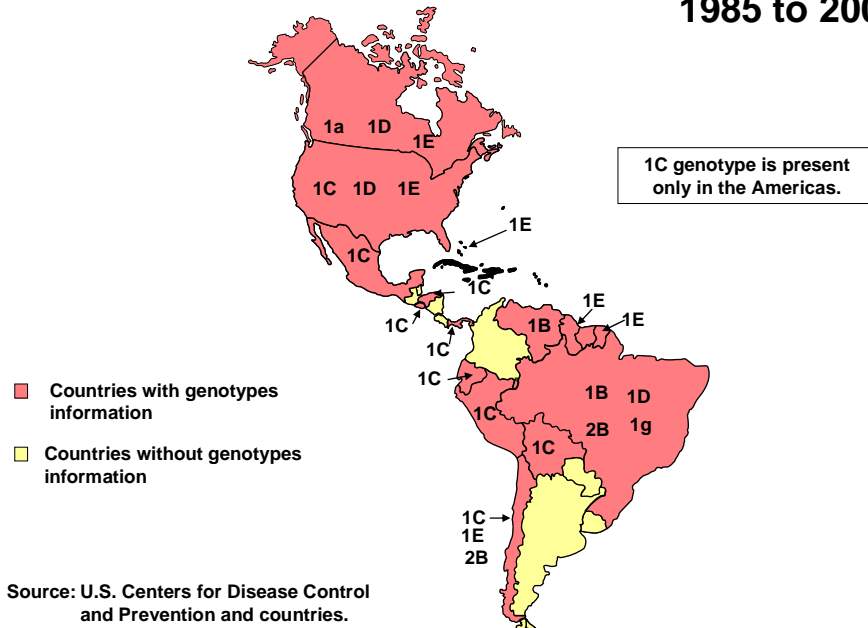 1985 to 200
1a 1D 1E
1C genotype is present
only in the Americas.
1C 1D 1E
1E
1C
1C
1C
1C
1E
1E
1B
1C
1C
1B 1D
2B 1g
1C
1C
1E
2B
Countries with genotypes
information
Countries without genotypes
information
Source: U.S. Centers for Disease Control
and Prevention and countries.